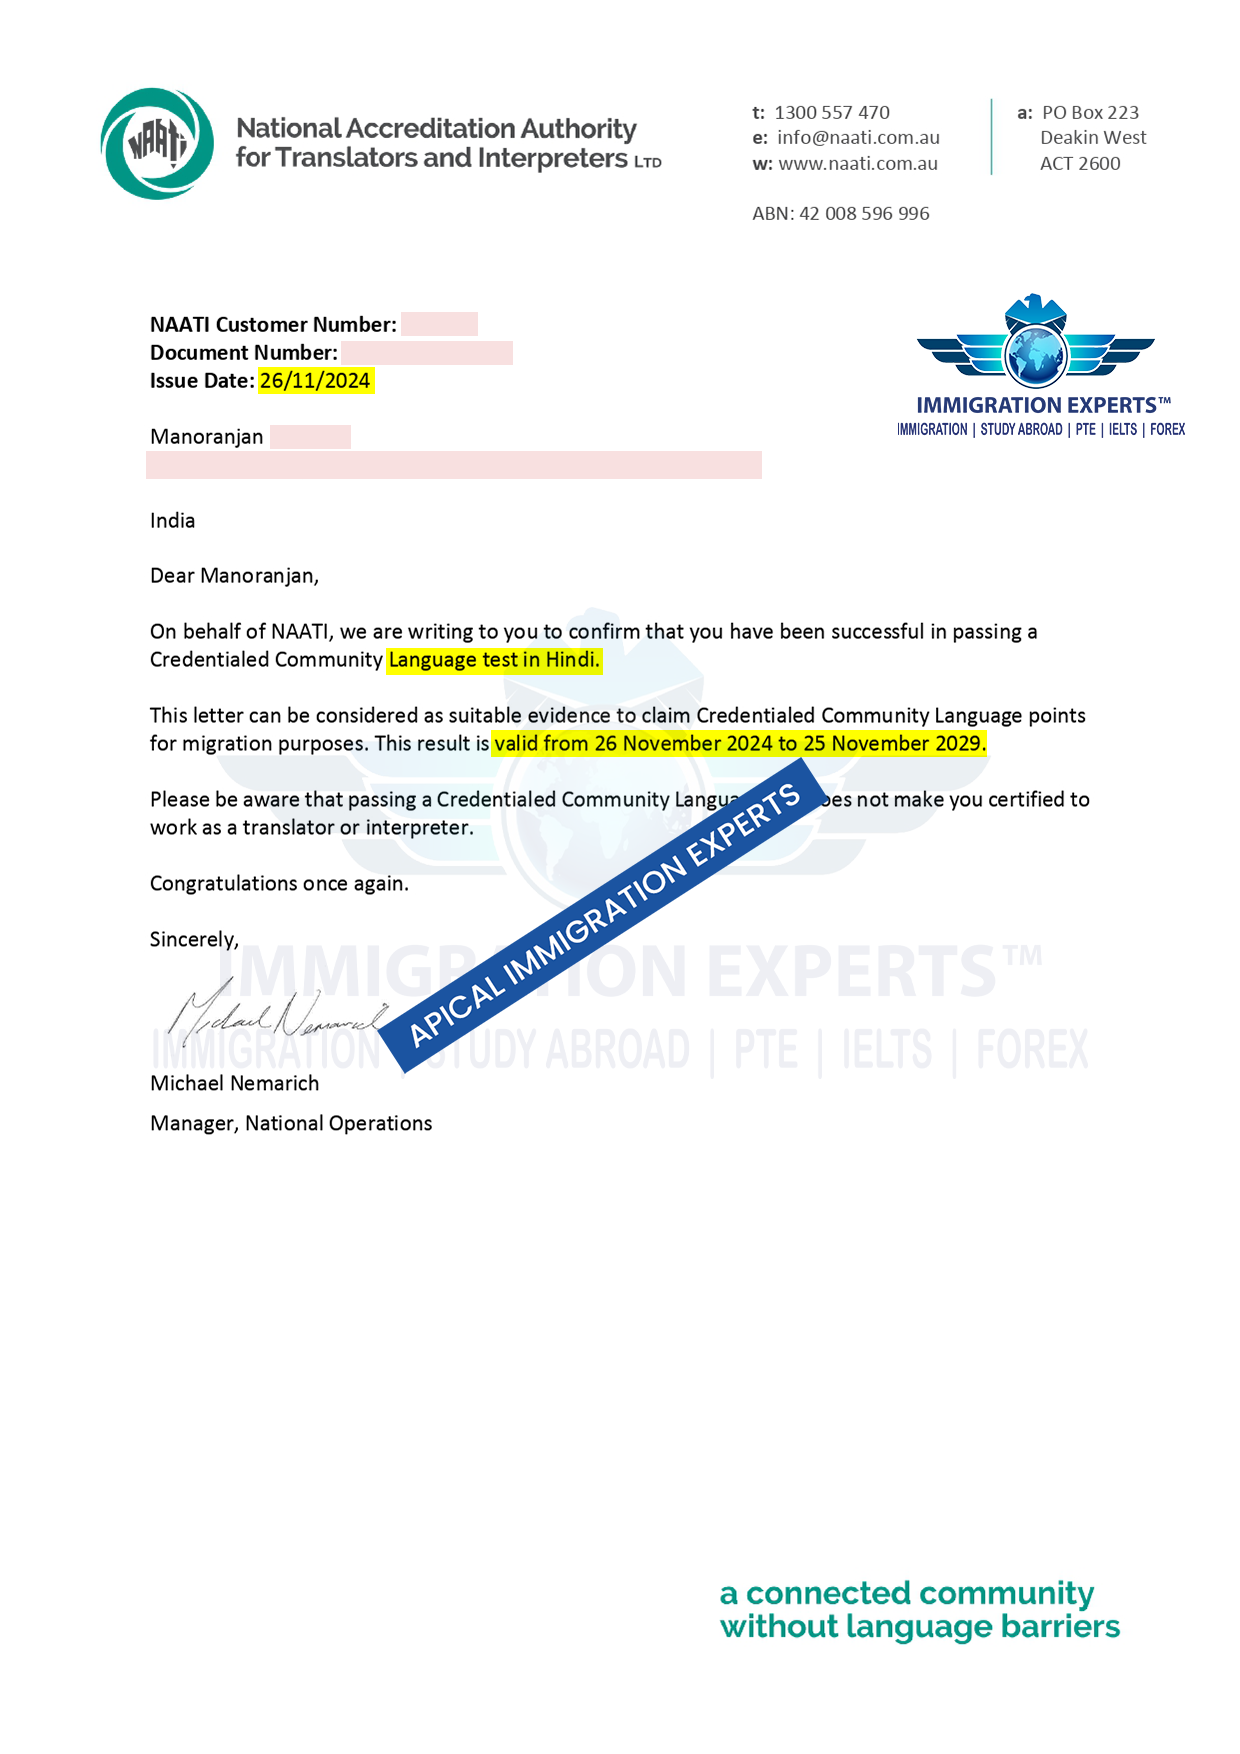 NAATI
National Accreditation Authority
for Translators and Interpreters LTD
t: 1300 557 470
e: info@naati.com.au
w: www.naati.com.au
a: PO Box 223
Deakin West
ACT 2600
ABN: 42 008 596 996
IMMIGRATION EXPERTS™
IMMIGRATION | STUDY ABROAD | PTE | IELTS | FOREX
NAATI Customer Number:
Document Number:
Issue Date: 26/11/2024
Manoranjan
India
Dear Manoranjan,
On behalf of NAATI, we are writing to you to confirm that you have been successful in passing a
Credentialed Community Language test in Hindi.
This letter can be considered as suitable evidence to claim Credentialed Community Language points
for migration purposes. This result is valid from 26 November 2024 to 25 November 2029.
Please be aware that passing a Credentialed Community not make you certified to
work as a translator or interpreter.
Congratulations once again.
Sincerely,
Michael Nemarich
Michael Nemarich
Manager, National Operations
APICAL IMMIGRATION EXPERTS
IMMIGRATION EXPERTS™
IMMIGRATION | STUDY ABROAD | PTE | IELTS | FOREX
a connected community
without language barriers